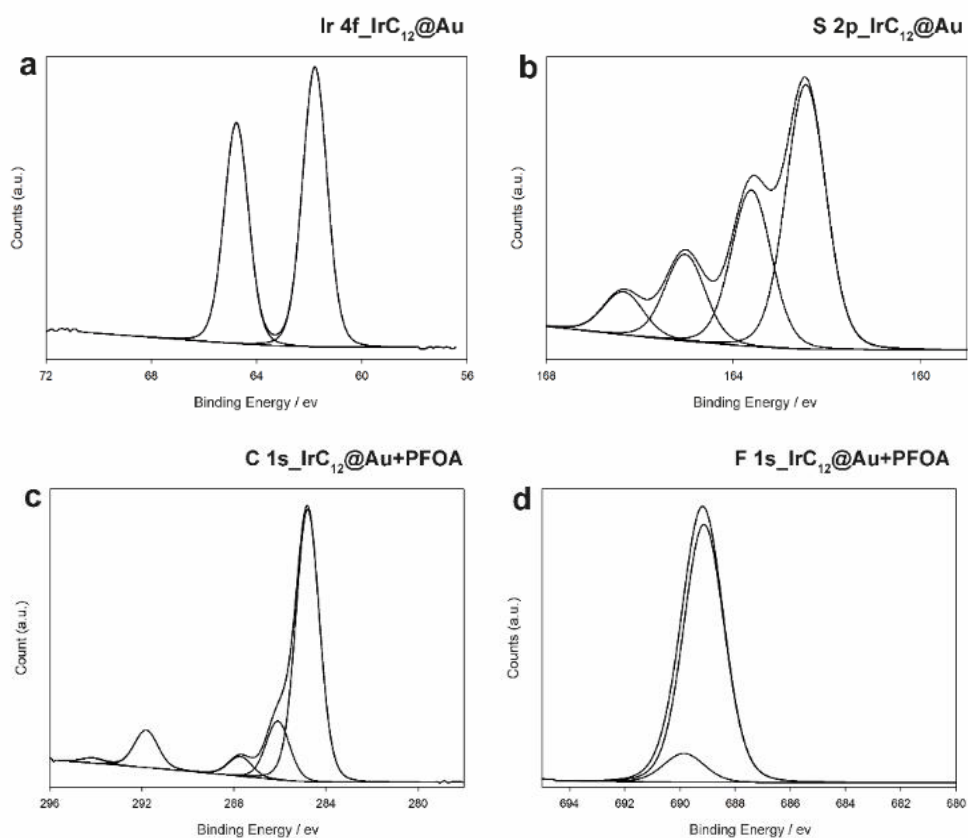 Ir 4f_IrC₁₂@Au
a
Counts (a.u.)
72 68 64 60 56
Binding Energy / ev
S 2p_IrC₁₂@Au
b
Counts (a.u.)
168 164 160
Binding Energy / ev
C 1s_IrC₁₂@Au+PFOA
c
Count (a.u.)
296 292 288 284 280
Binding Energy / ev
F 1s_IrC₁₂@Au+PFOA
d
Counts (a.u.)
694 692 690 688 686 684 682 680
Binding Energy / ev